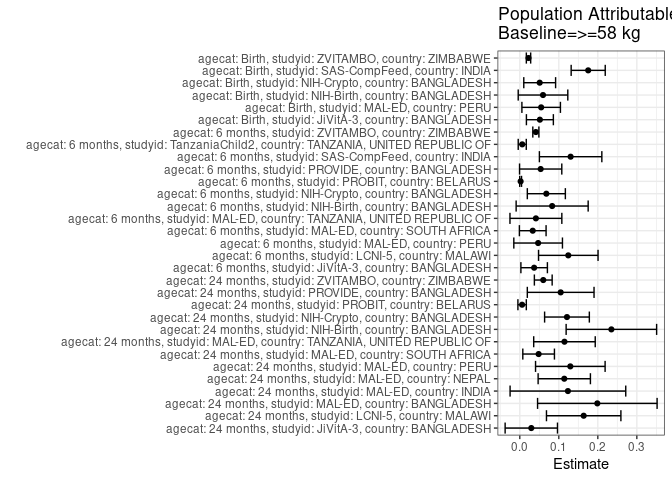 Population Attributable
Baseline=>=58 kg
agecat: Birth, studyid: ZVITAMBO, country: ZIMBABWE
agecat: Birth, studyid: SAS-CompFeed, country: INDIA
agecat: Birth, studyid: NIH-Crypto, country: BANGLADESH
agecat: Birth, studyid: NIH-Birth, country: BANGLADESH
agecat: Birth, studyid: MAL-ED, country: PERU
agecat: Birth, studyid: JiVitA-3, country: BANGLADESH
agecat: 6 months, studyid: ZVITAMBO, country: ZIMBABWE
agecat: 6 months, studyid: TanzaniaChild2, country: TANZANIA, UNITED REPUBLIC OF
agecat: 6 months, studyid: SAS-CompFeed, country: INDIA
agecat: 6 months, studyid: PROVIDE, country: BANGLADESH
agecat: 6 months, studyid: PROBIT, country: BELARUS
agecat: 6 months, studyid: NIH-Crypto, country: BANGLADESH
agecat: 6 months, studyid: NIH-Birth, country: BANGLADESH
agecat: 6 months, studyid: MAL-ED, country: TANZANIA, UNITED REPUBLIC OF
agecat: 6 months, studyid: MAL-ED, country: SOUTH AFRICA
agecat: 6 months, studyid: MAL-ED, country: PERU
agecat: 6 months, studyid: LCNI-5, country: MALAWI
agecat: 6 months, studyid: JiVitA-3, country: BANGLADESH
agecat: 24 months, studyid: ZVITAMBO, country: ZIMBABWE
agecat: 24 months, studyid: PROVIDE, country: BANGLADESH
agecat: 24 months, studyid: PROBIT, country: BELARUS
agecat: 24 months, studyid: NIH-Crypto, country: BANGLADESH
agecat: 24 months, studyid: NIH-Birth, country: BANGLADESH
agecat: 24 months, studyid: MAL-ED, country: TANZANIA, UNITED REPUBLIC OF
agecat: 24 months, studyid: MAL-ED, country: SOUTH AFRICA
agecat: 24 months, studyid: MAL-ED, country: PERU
agecat: 24 months, studyid: MAL-ED, country: NEPAL
agecat: 24 months, studyid: MAL-ED, country: INDIA
agecat: 24 months, studyid: MAL-ED, country: BANGLADESH
agecat: 24 months, studyid: LCNI-5, country: MALAWI
agecat: 24 months, studyid: JiVitA-3, country: BANGLADESH
0.0 0.1 0.2 0.3
Estimate